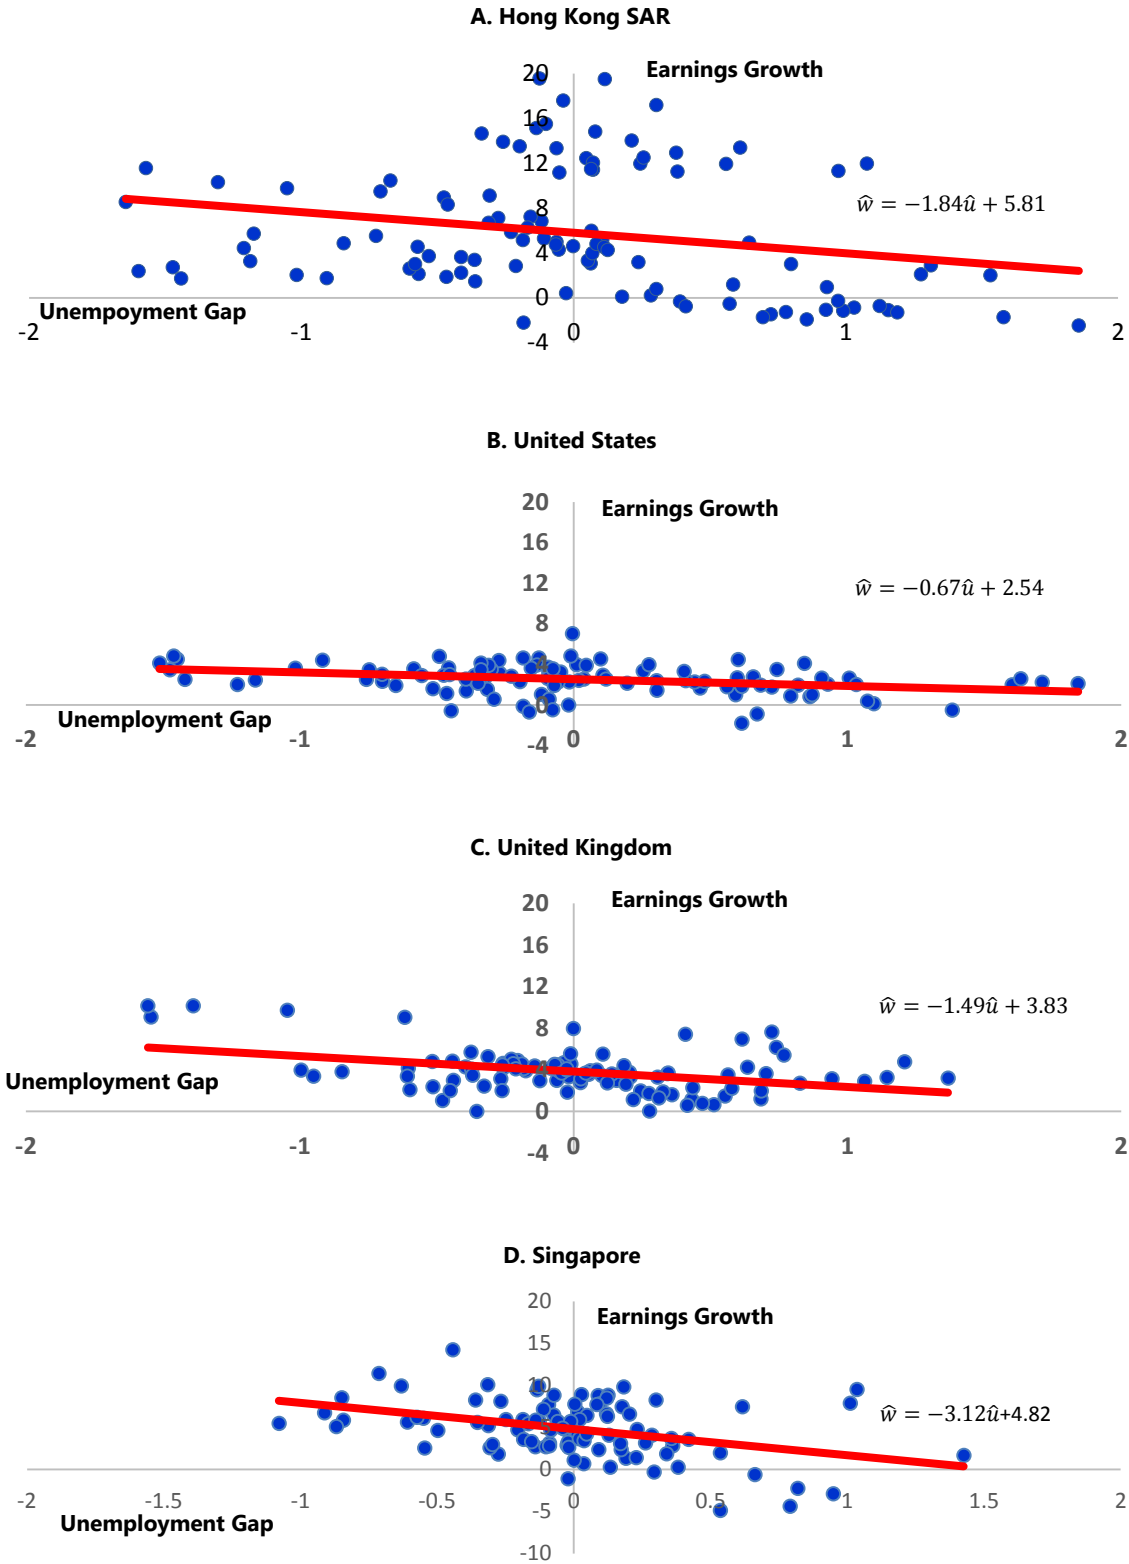 A. Hong Kong SAR
Earnings Growth
20
16
12
8
4
0
-4
ŵ = −1.84û + 5.81
Unempoyment Gap
-2 -1 0 1 2
B. United States
Earnings Growth
20
16
12
8
4
0
-4
ŵ = −0.67û + 2.54
Unemployment Gap
-2 -1 0 1 2
C. United Kingdom
Earnings Growth
20
16
12
8
4
0
-4
ŵ = −1.49û + 3.83
Unemployment Gap
-2 -1 0 1 2
D. Singapore
Earnings Growth
20
15
10
5
0
-5
-10
ŵ = −3.12û+4.82
-2 -1.5 -1 -0.5 0 0.5 1 1.5 2
Unemployment Gap